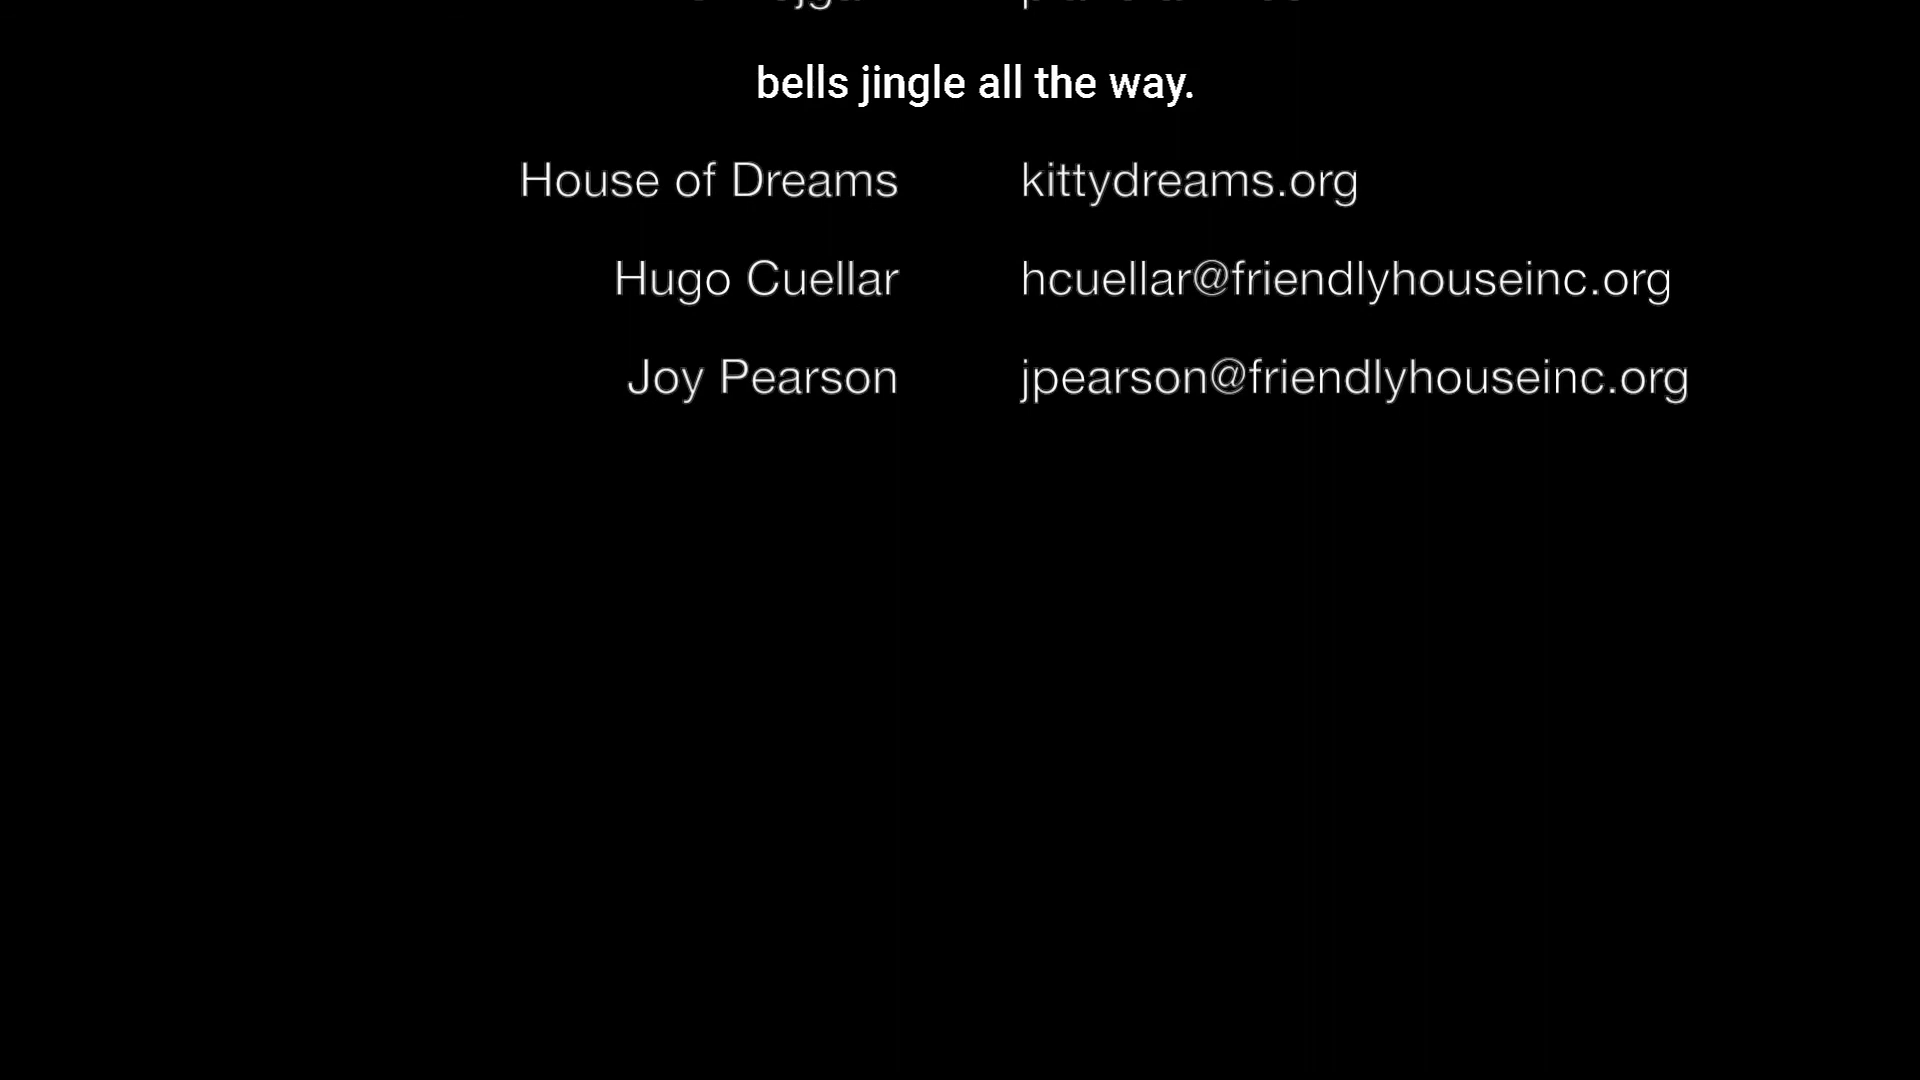 bells jingle all the way.
House of Dreams kittydreams.org
Hugo Cuellar hcuellar@friendlyhouseinc.org
Joy Pearson jpearson@friendlyhouseinc.org